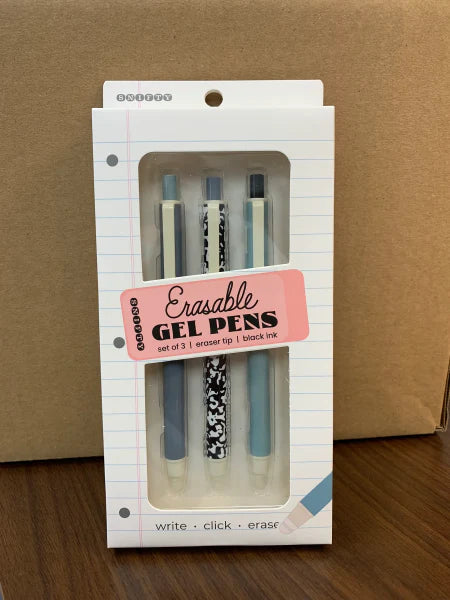 SNIFTY
Erasable
GEL PENS
set of 3 | eraser tip | black ink
SNIFTY
write · click · erase